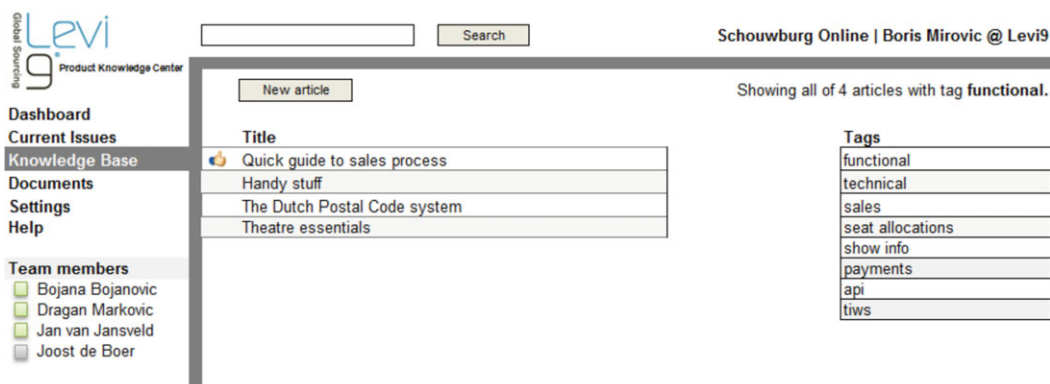 Global Sourcing
Levi
9
Product Knowledge Center
Search
Schouwburg Online | Boris Mirovic @ Levi9
New article
Showing all of 4 articles with tag functional.
Dashboard
Current Issues
Knowledge Base
Documents
Settings
Help
Team members
Bojana Bojanovic
Dragan Markovic
Jan van Jansveld
Joost de Boer
Title
Quick guide to sales process
Handy stuff
The Dutch Postal Code system
Theatre essentials
Tags
functional
technical
sales
seat allocations
show info
payments
api
tiws